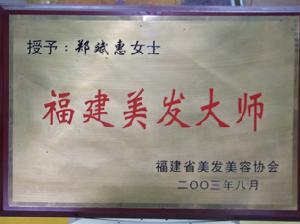 授予：郑斌惠女士
福建美发大师
福建省美发美容协会
二〇〇三年八月